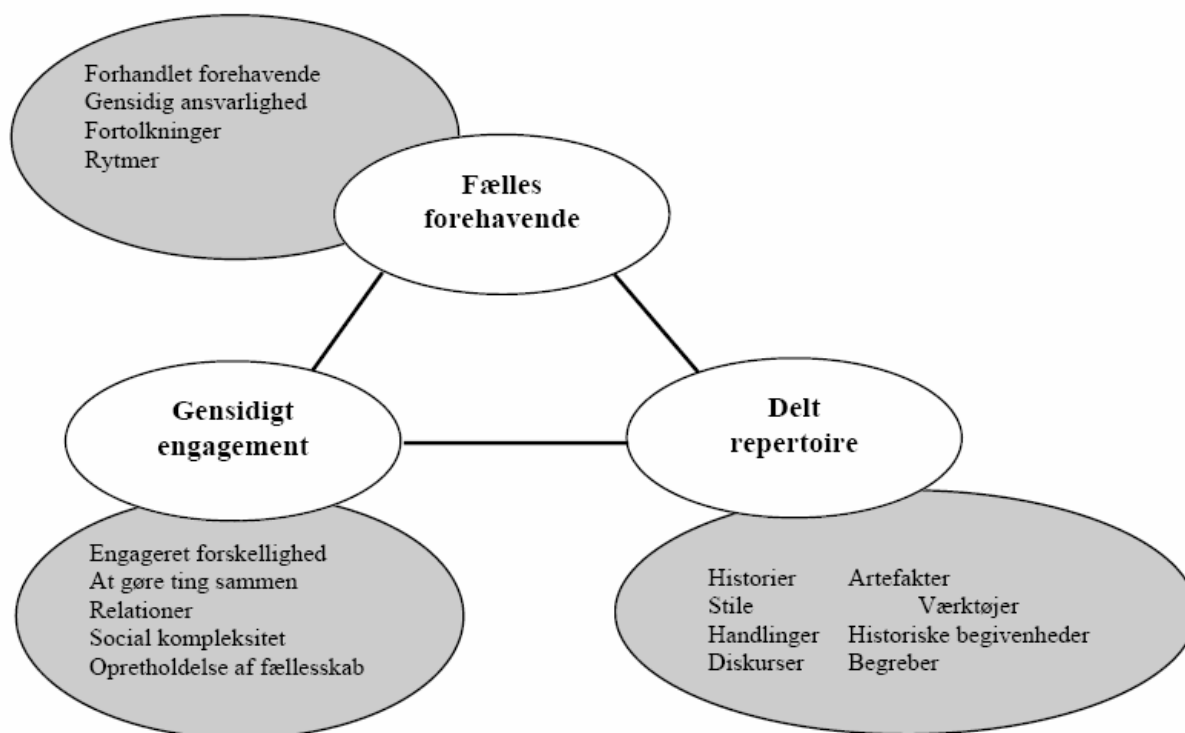 Forhandlet forehavende
Gensidig ansvarlighed
Fortolkninger
Rytmer
Fælles
forehavende
Gensidigt
engagement
Delt
repertoire
Engageret forskellighed
At gøre ting sammen
Relationer
Social kompleksitet
Opretholdelse af fællesskab
Historier Artefakter
Stile Værktøjer
Handlinger Historiske begivenheder
Diskurser Begreber